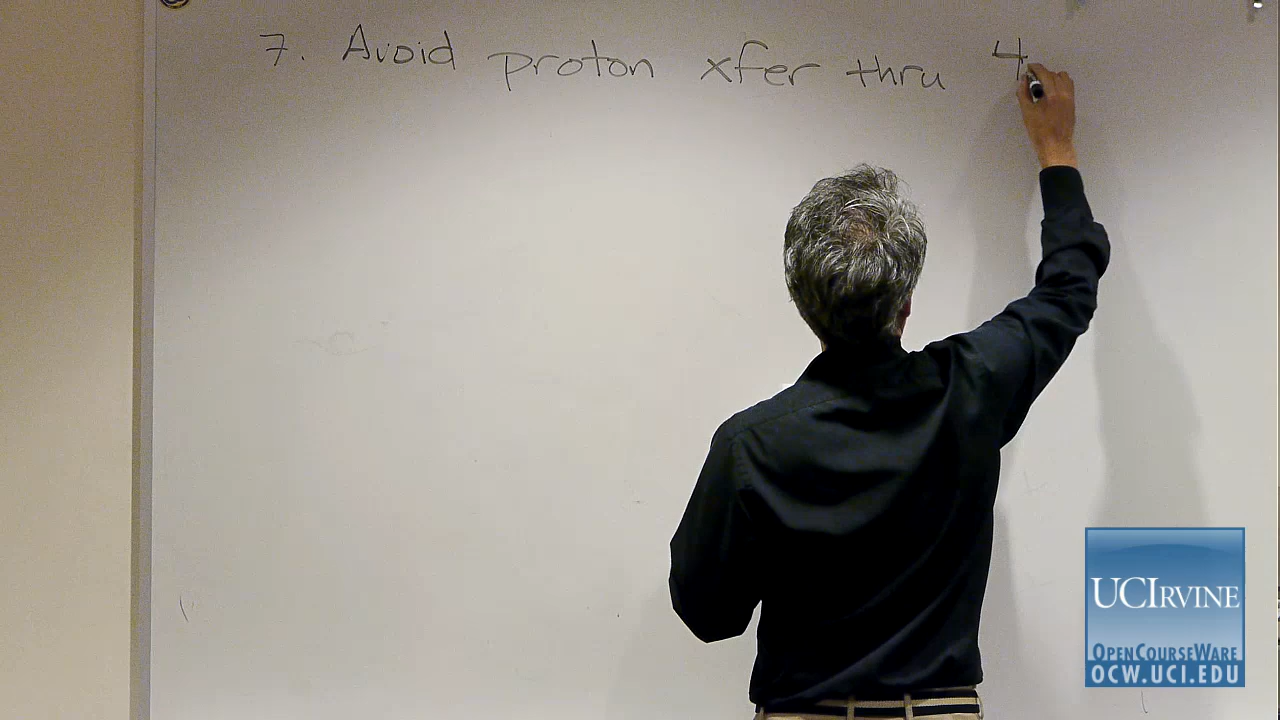 7. Avoid proton xfer thru 4
UCIRVINE
OPENCOURSEWARE
OCW.UCI.EDU